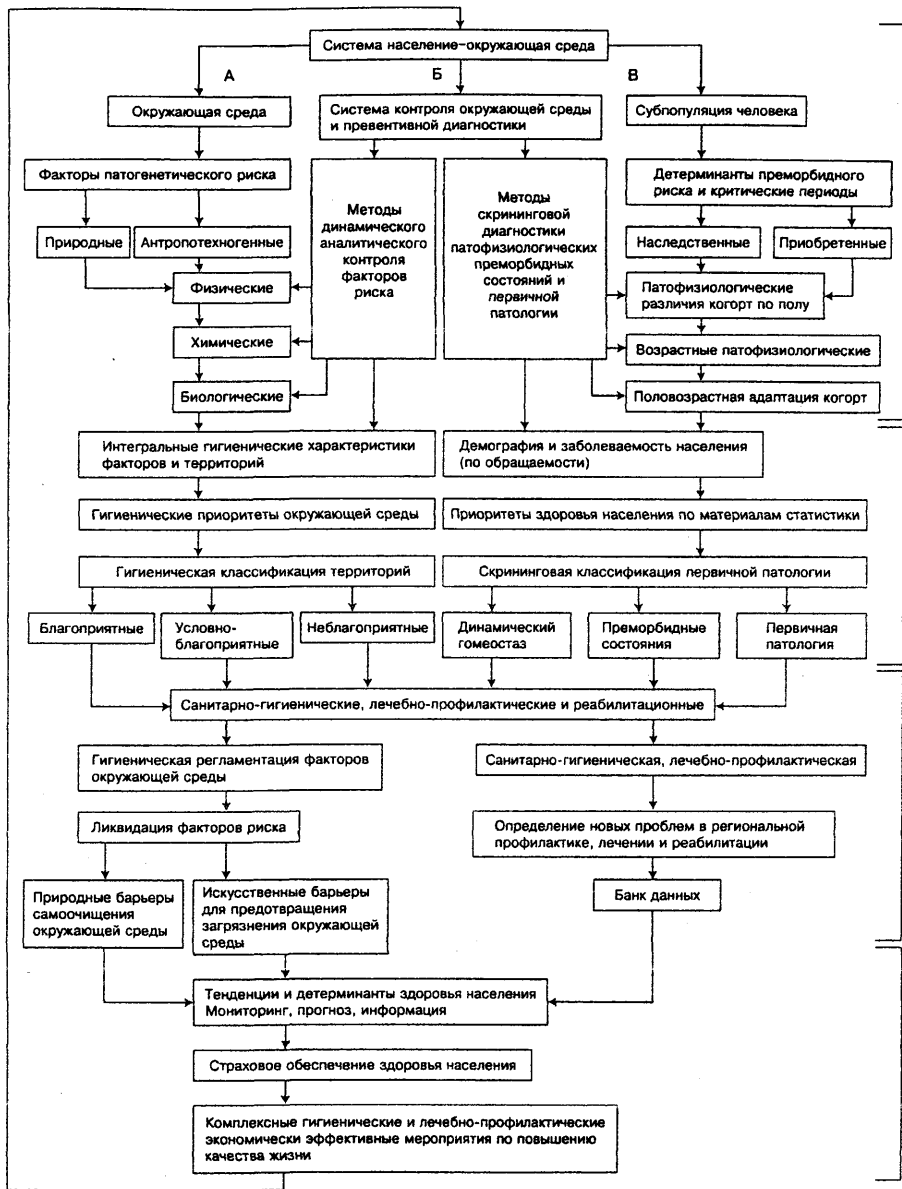 Система население–окружающая среда
А
Б
В
Окружающая среда
Система контроля окружающей среды
и превентивной диагностики
Субпопуляция человека
Факторы патогенетического риска
Детерминанты преморбидного
риска и критические периоды
Методы
динамического
аналитического
контроля
факторов
риска
Методы
скрининговой
диагностики
патофизиологических
преморбидных
состояний и
первичной
патологии
Природные
Антропотехногенные
Наследственные
Приобретенные
Физические
Патофизиологические
различия когорт по полу
Химические
Возрастные патофизиологические
Биологические
Половозрастная адаптация когорт
Интегральные гигиенические характеристики
факторов и территорий
Демография и заболеваемость населения
(по обращаемости)
Гигиенические приоритеты окружающей среды
Приоритеты здоровья населения по материалам статистики
Гигиеническая классификация территорий
Скрининговая классификация первичной патологии
Благоприятные
Условно-
благоприятные
Неблагоприятные
Динамический
гомеостаз
Преморбидные
состояния
Первичная
патология
Санитарно-гигиенические, лечебно-профилактические и реабилитационные
Гигиеническая регламентация факторов
окружающей среды
Санитарно-гигиеническая, лечебно-профилактическая
Ликвидация факторов риска
Определение новых проблем в региональной
профилактике, лечении и реабилитации
Природные барьеры
самоочищения
окружающей среды
Искусственные барьеры
для предотвращения
загрязнения окружающей
среды
Банк данных
Тенденции и детерминанты здоровья населения
Мониторинг, прогноз, информация
Страховое обеспечение здоровья населения
Комплексные гигиенические и лечебно-профилактические
экономически эффективные мероприятия по повышению
качества жизни